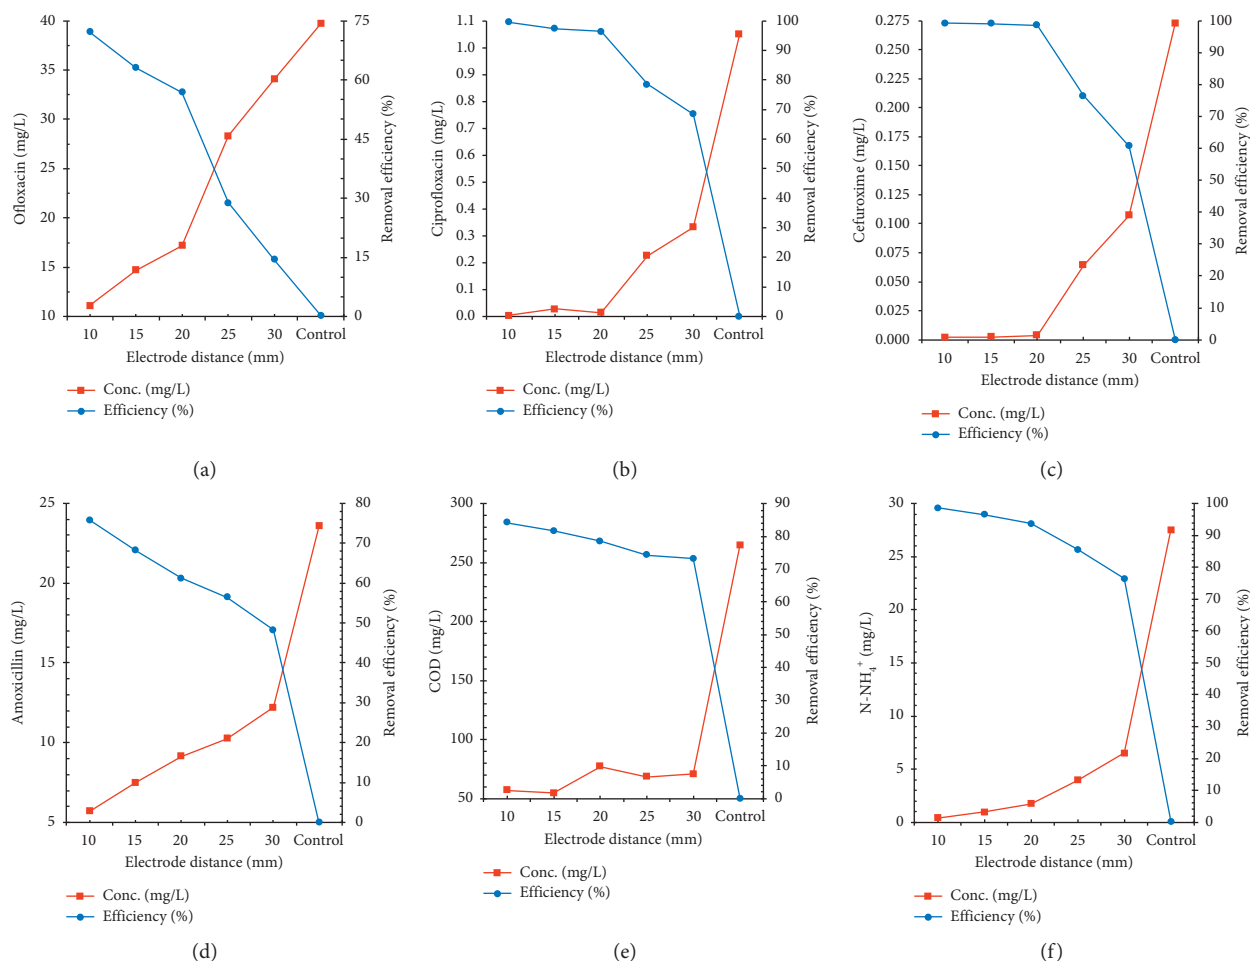 40
35
30
25
20
15
10
Ofloxacin (mg/L)
75
60
45
30
15
0
Removal efficiency (%)
10 15 20 25 30 Control
Electrode distance (mm)
Conc. (mg/L)
Efficiency (%)
(a)
1.1
1.0
0.9
0.8
0.7
0.6
0.5
0.4
0.3
0.2
0.1
0.0
Ciprofloxacin (mg/L)
100
90
80
70
60
50
40
30
20
10
0
Removal efficiency (%)
10 15 20 25 30 Control
Electrode distance (mm)
Conc. (mg/L)
Efficiency (%)
(b)
0.275
0.250
0.225
0.200
0.175
0.150
0.125
0.100
0.075
0.050
0.025
0.000
Cefuroxime (mg/L)
100
90
80
70
60
50
40
30
20
10
0
Removal efficiency (%)
10 15 20 25 30 Control
Electrode distance (mm)
Conc. (mg/L)
Efficiency (%)
(c)
25
20
15
10
5
Amoxicillin (mg/L)
80
70
60
50
40
30
20
10
0
Removal efficiency (%)
10 15 20 25 30 Control
Electrode distance (mm)
Conc. (mg/L)
Efficiency (%)
(d)
300
250
200
150
100
50
COD (mg/L)
90
80
70
60
50
40
30
20
10
0
Removal efficiency (%)
10 15 20 25 30 Control
Electrode distance (mm)
Conc. (mg/L)
Efficiency (%)
(e)
30
25
20
15
10
5
0
N-NH₄⁺ (mg/L)
100
90
80
70
60
50
40
30
20
10
0
Removal efficiency (%)
10 15 20 25 30 Control
Electrode distance (mm)
Conc. (mg/L)
Efficiency (%)
(f)